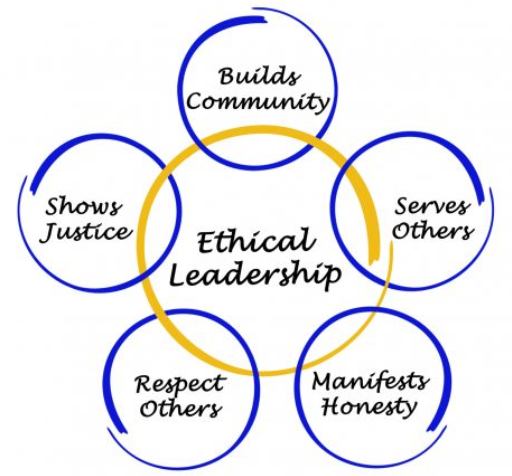 Builds
Community
Shows
Justice
Serves
Others
Ethical
Leadership
Respect
Others
Manifests
Honesty